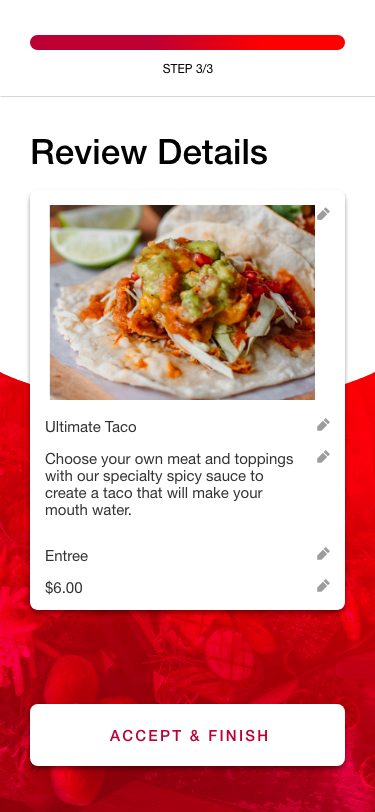 STEP 3/3
Review Details
Ultimate Taco
Choose your own meat and toppings
with our specialty spicy sauce to
create a taco that will make your
mouth water.
Entree
$6.00
ACCEPT & FINISH